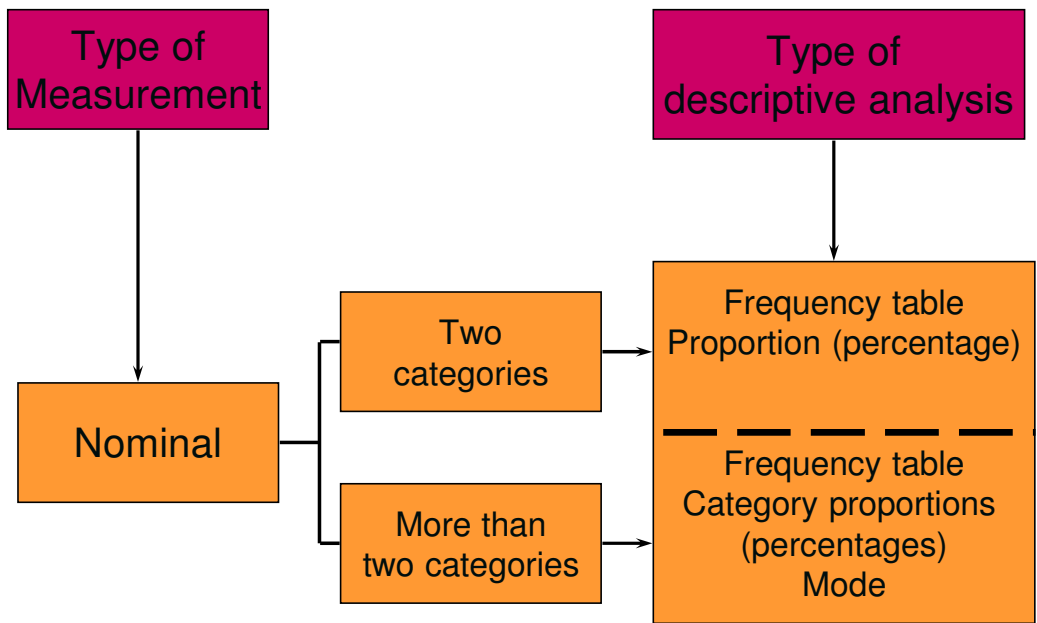 Type of
Measurement
Type of
descriptive analysis
Nominal
Two
categories
More than
two categories
Frequency table
Proportion (percentage)
Frequency table
Category proportions
(percentages)
Mode